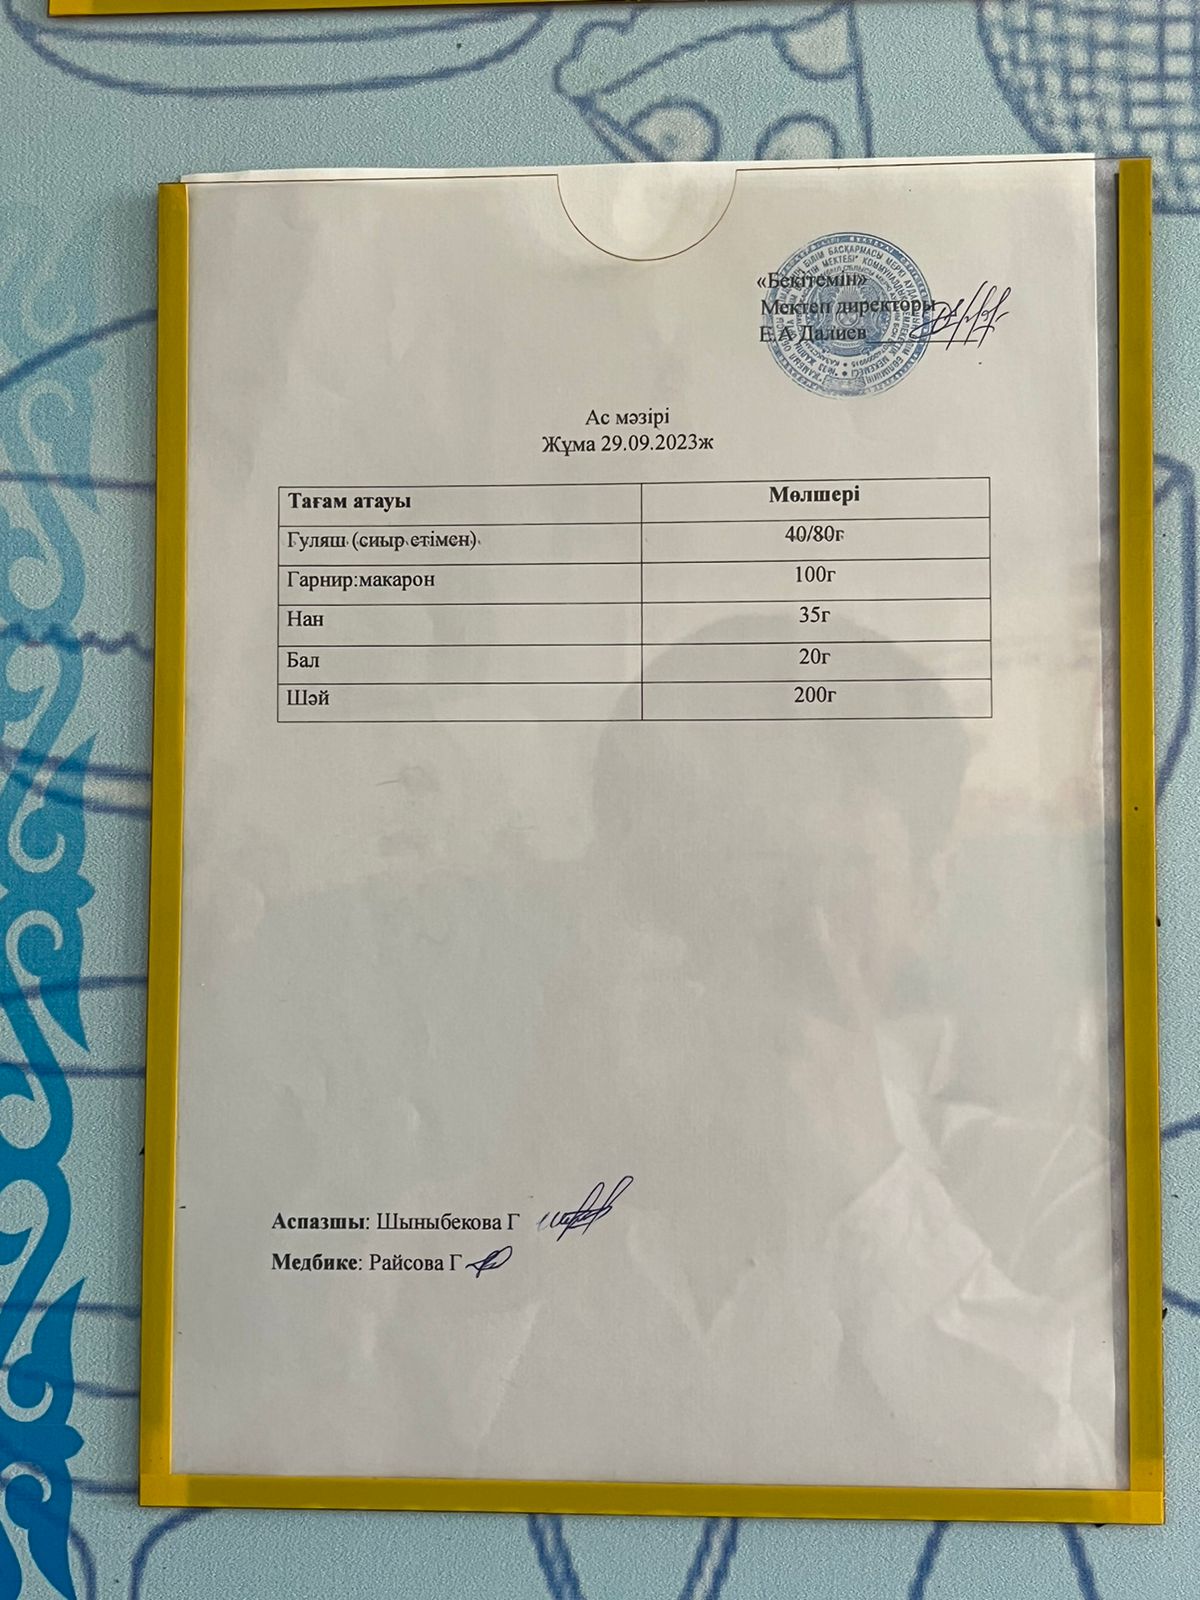 «Бекітемін»
Мектеп директоры
Е.А Далиев
Ас мәзірі
Жұма 29.09.2023ж
Тағам атауы Мөлшері
Гуляш (сиыр етімен) 40/80г
Гарнир:макарон 100г
Нан 35г
Бал 20г
Шәй 200г
Аспазшы: Шыныбекова Г
Медбике: Райсова Г